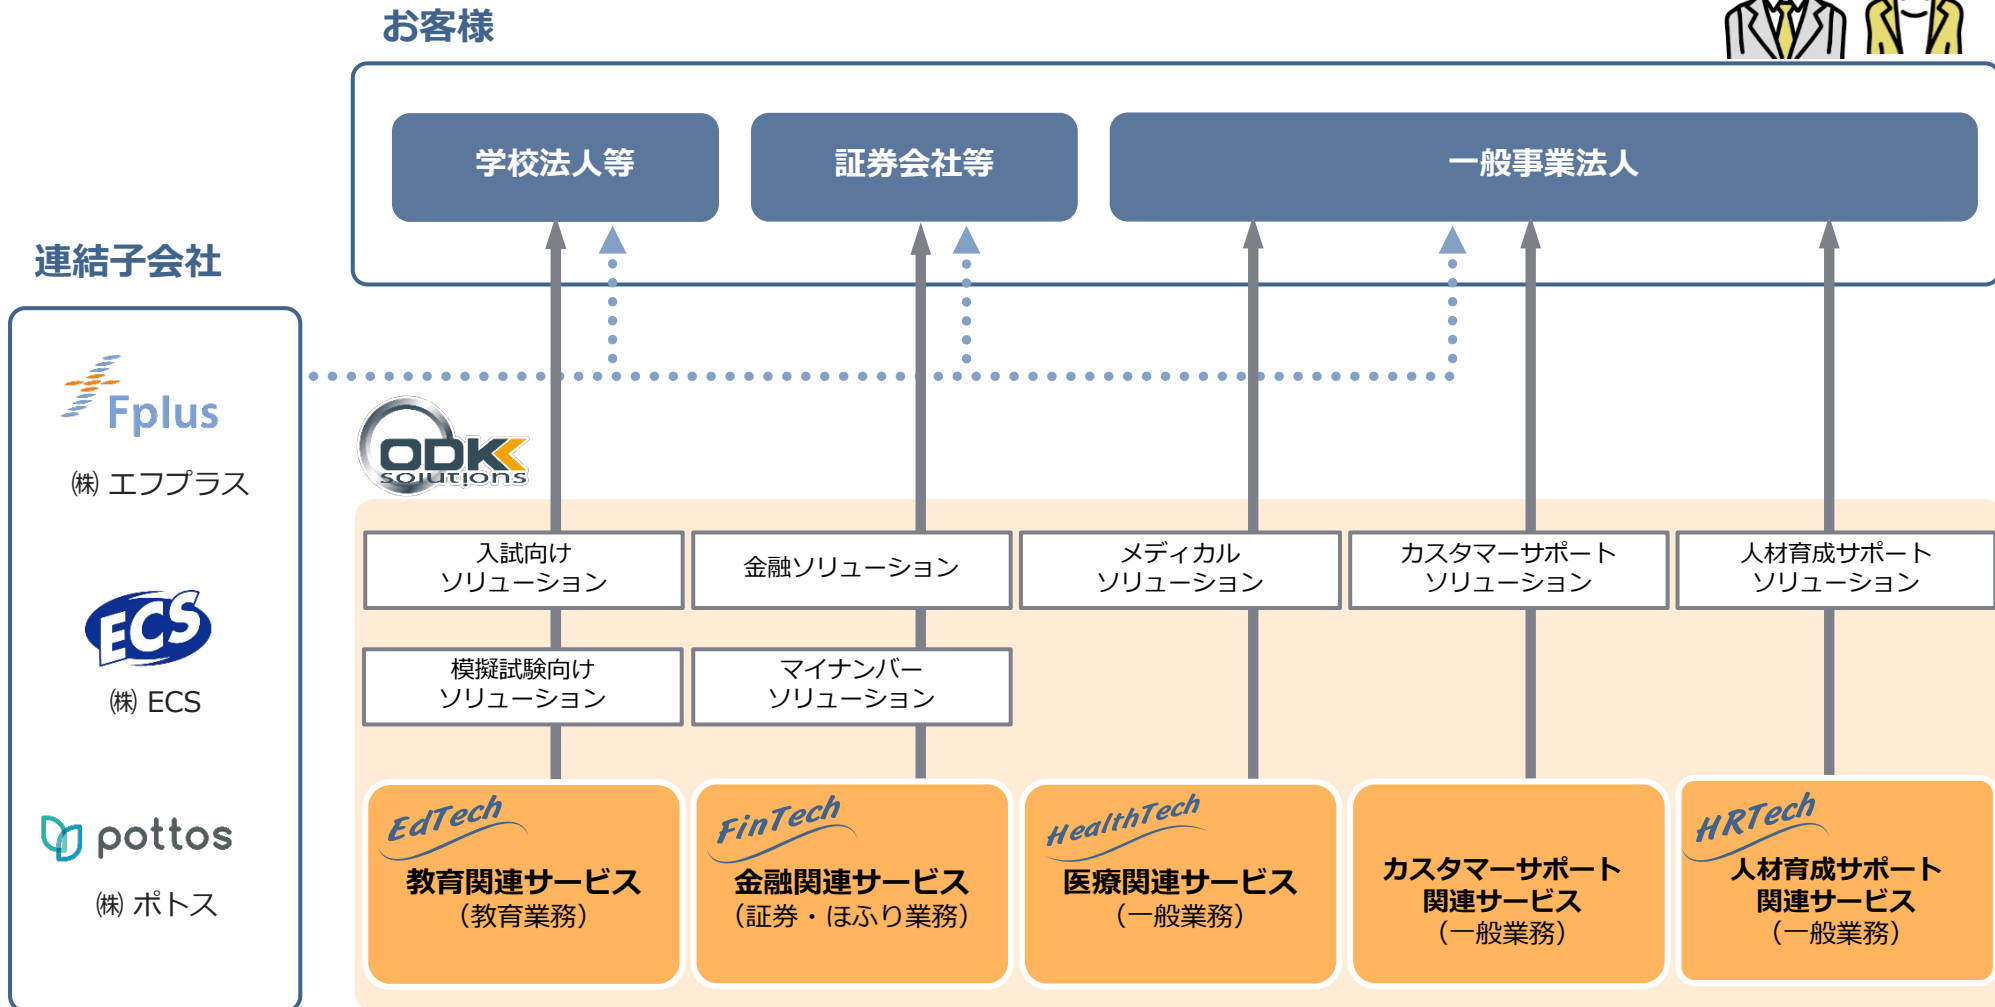 お客様
学校法人等
証券会社等
一般事業法人
連結子会社
Fplus
㈱ エフプラス
ECS
㈱ ECS
pottos
㈱ ポトス
ODK
solutions
入試向け
ソリューション
金融ソリューション
メディカル
ソリューション
カスタマーサポート
ソリューション
人材育成サポート
ソリューション
模擬試験向け
ソリューション
マイナンバー
ソリューション
EdTech
教育関連サービス
（教育業務）
FinTech
金融関連サービス
（証券・ほふり業務）
HealthTech
医療関連サービス
（一般業務）
カスタマーサポート
関連サービス
（一般業務）
HRTech
人材育成サポート
関連サービス
（一般業務）